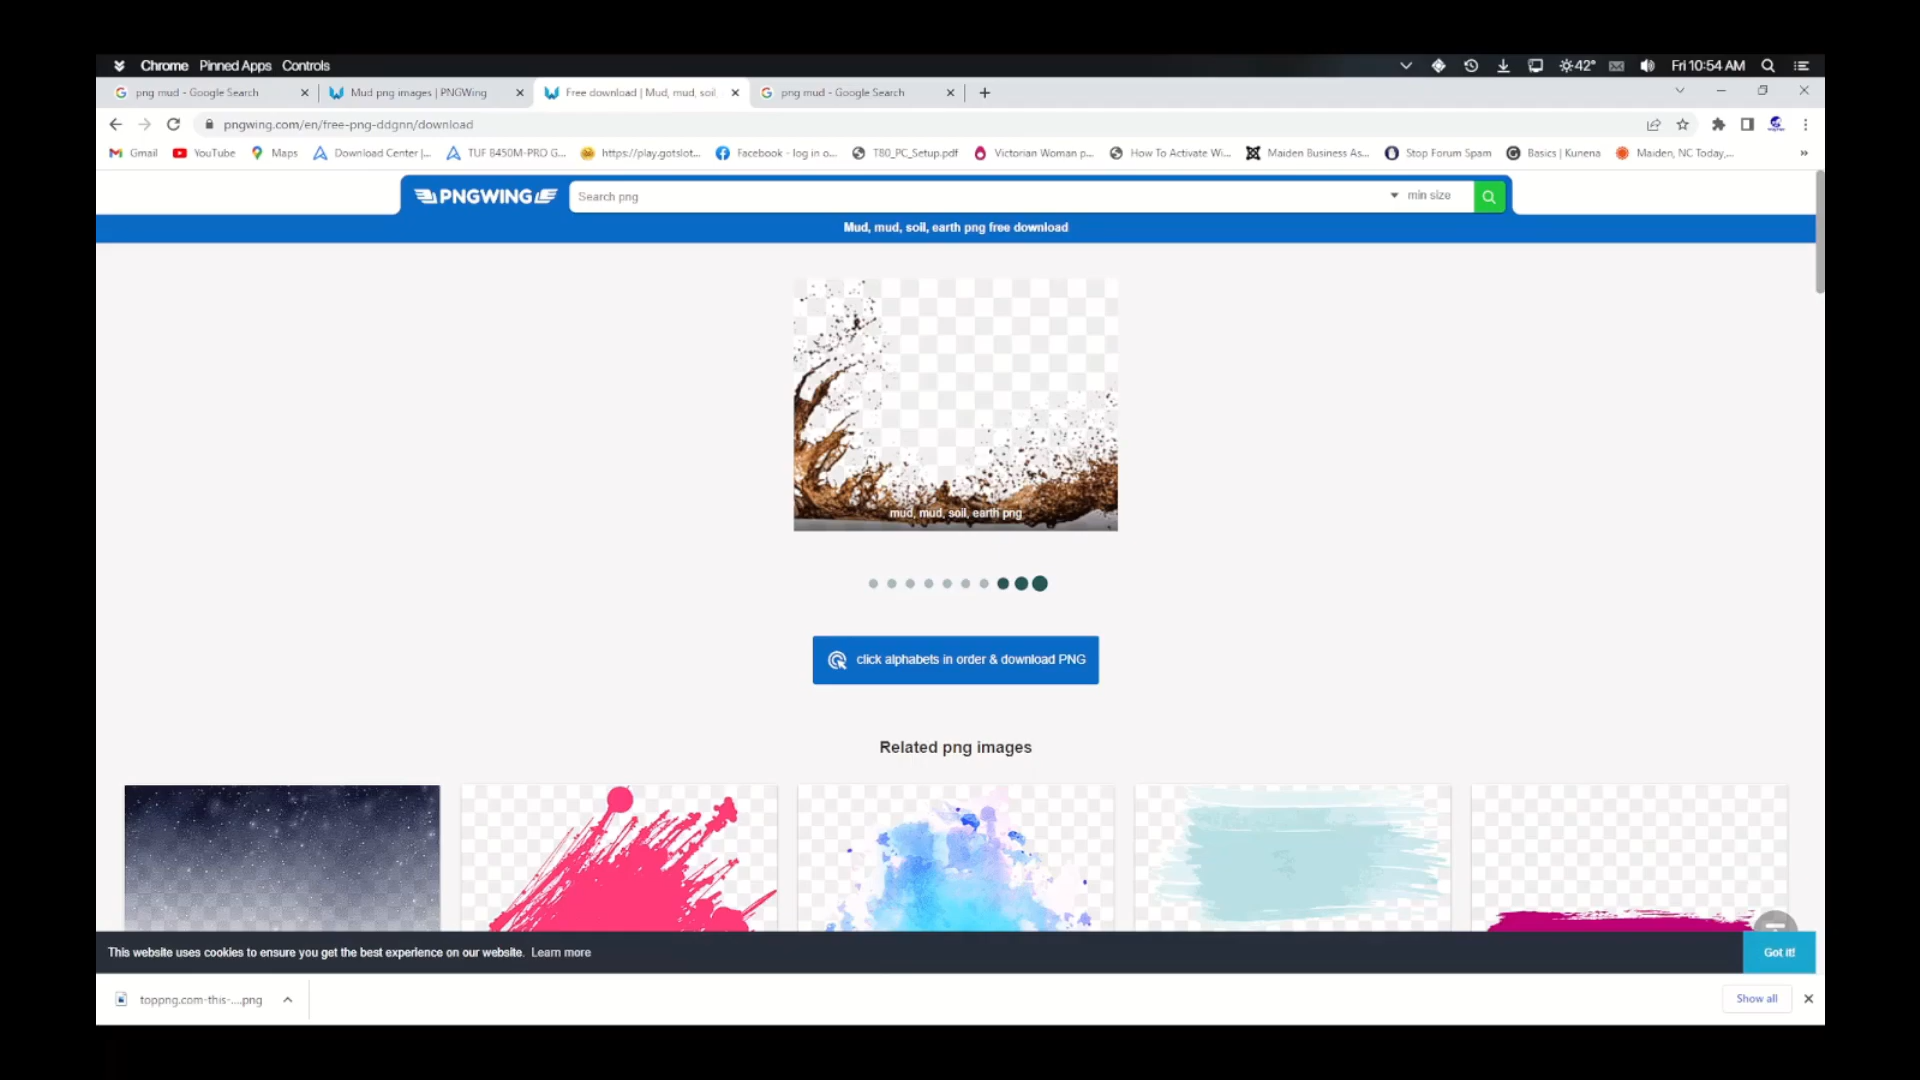 Chrome Pinned Apps Controls
42° Fri 10:54 AM
png mud - Google Search
Mud png images | PNGWing
Free download | Mud, mud, soil,
png mud - Google Search
pngwing.com/en/free-png-ddgnn/download
Gmail YouTube Maps Download Center |... TUF B450M-PRO G... https://play.gotslot... Facebook - log in o... T80_PC_Setup.pdf Victorian Woman p... How To Activate Wi... Maiden Business As... Stop Forum Spam Basics | Kunena Maiden, NC Today,... »
PNGWING Search png min size
Mud, mud, soil, earth png free download
mud, mud, soil, earth png
click alphabets in order & download PNG
Related png images
This website uses cookies to ensure you get the best experience on our website. Learn more
Got it!
toppng.com-this-....png
Show all